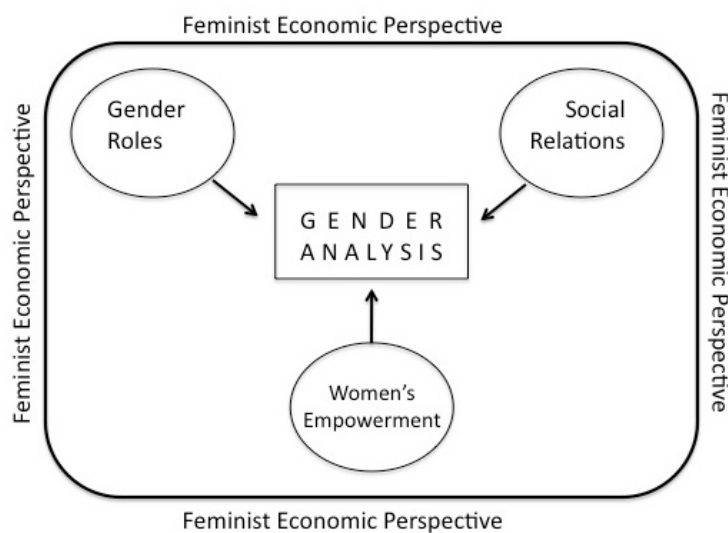 Feminist Economic Perspective
Gender
Roles
Social
Relations
Feminist Economic Perspective
Feminist Economic Perspective
G E N D E R
A N A L Y S I S
Women's
Empowerment
Feminist Economic Perspective